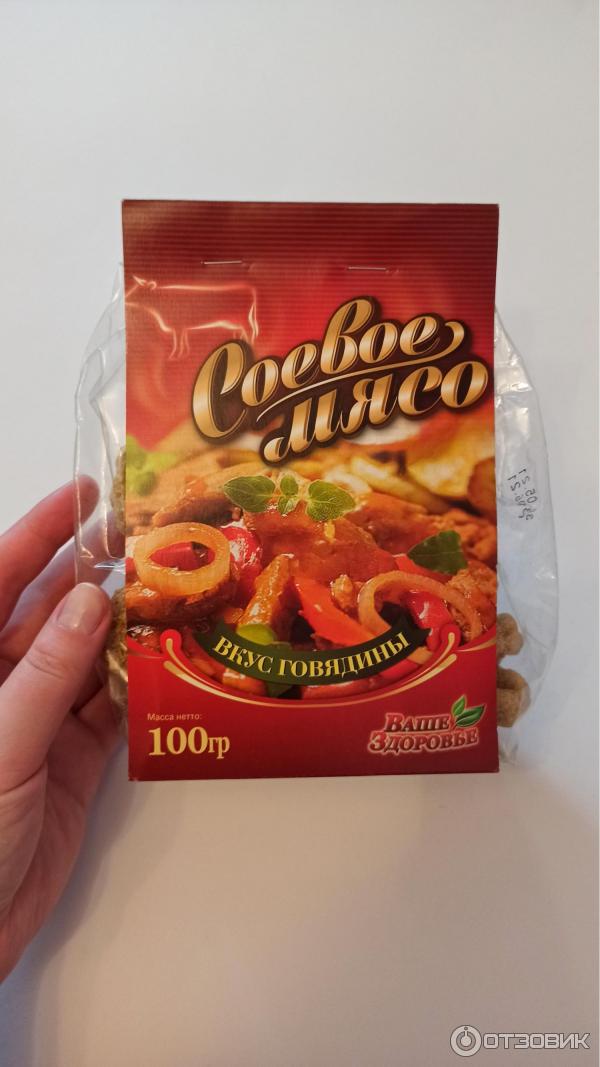 Соевое
мясо
ВКУС ГОВЯДИНЫ
Масса нетто:
100гр
ВАШЕ
ЗДОРОВЬЕ
ОТЗОВИК